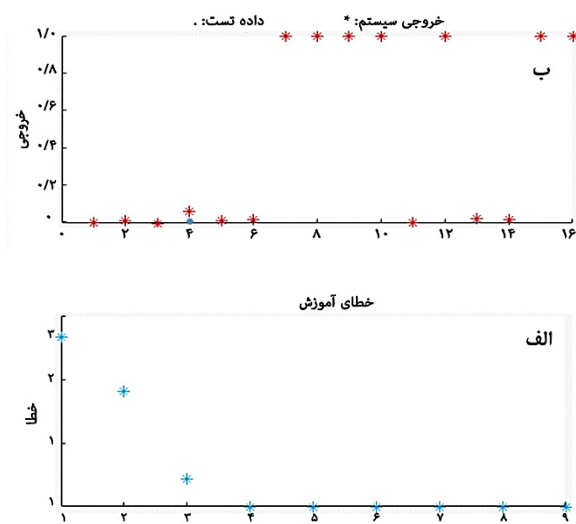 داده تست: . خروجی سیستم: *
۱/۰
۰/۸
۰/۶
۰/۴
۰/۲
۰
خروجی
ب
۰ ۲ ۴ ۶ ۸ ۱۰ ۱۲ ۱۴ ۱۶
خطای آموزش
الف
۳
۲
۱
۱
خطا
۱ ۲ ۳ ۴ ۵ ۶ ۷ ۸ ۹